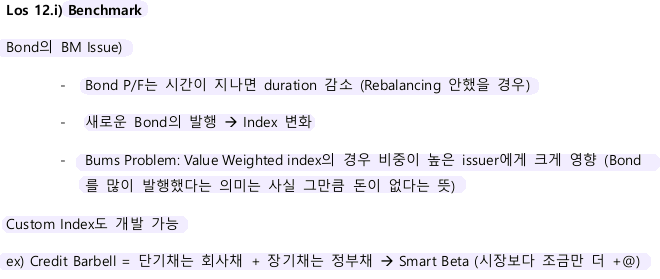 Los 12.i) Benchmark
Bond의 BM Issue)
- Bond P/F는 시간이 지나면 duration 감소 (Rebalancing 안했을 경우)
- 새로운 Bond의 발행 → Index 변화
- Bums Problem: Value Weighted index의 경우 비중이 높은 issuer에게 크게 영향 (Bond
를 많이 발행했다는 의미는 사실 그만큼 돈이 없다는 뜻)
Custom Index도 개발 가능
ex) Credit Barbell = 단기채는 회사채 + 장기채는 정부채 → Smart Beta (시장보다 조금만 더 +@)